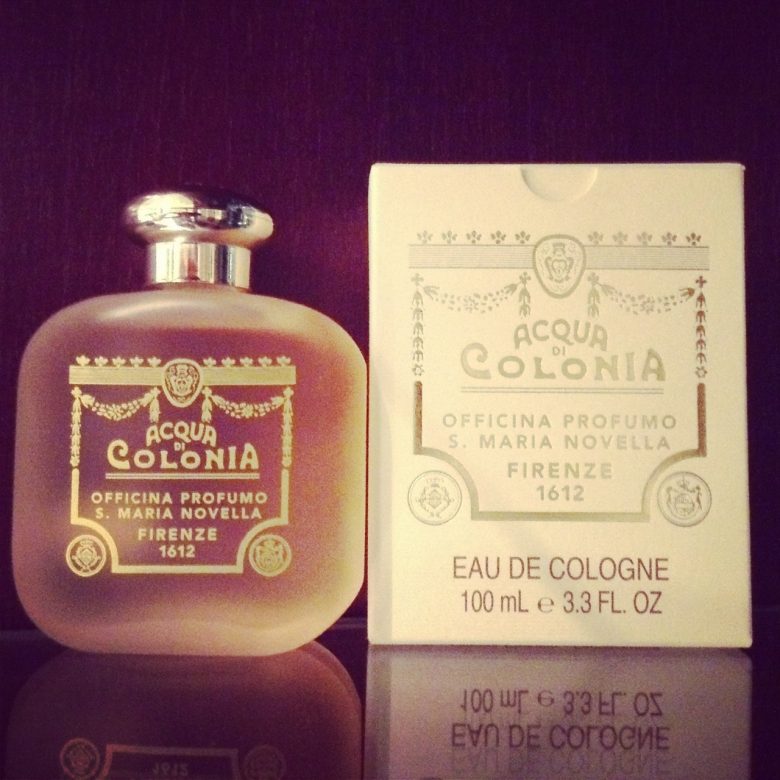 ACQUA
DI
COLONIA
OFFICINA PROFUMO
S. MARIA NOVELLA
FIRENZE
1612
ACQUA
DI
COLONIA
OFFICINA PROFUMO
S. MARIA NOVELLA
FIRENZE
1612
EAU DE COLOGNE
100 mL e 3.3 FL. OZ